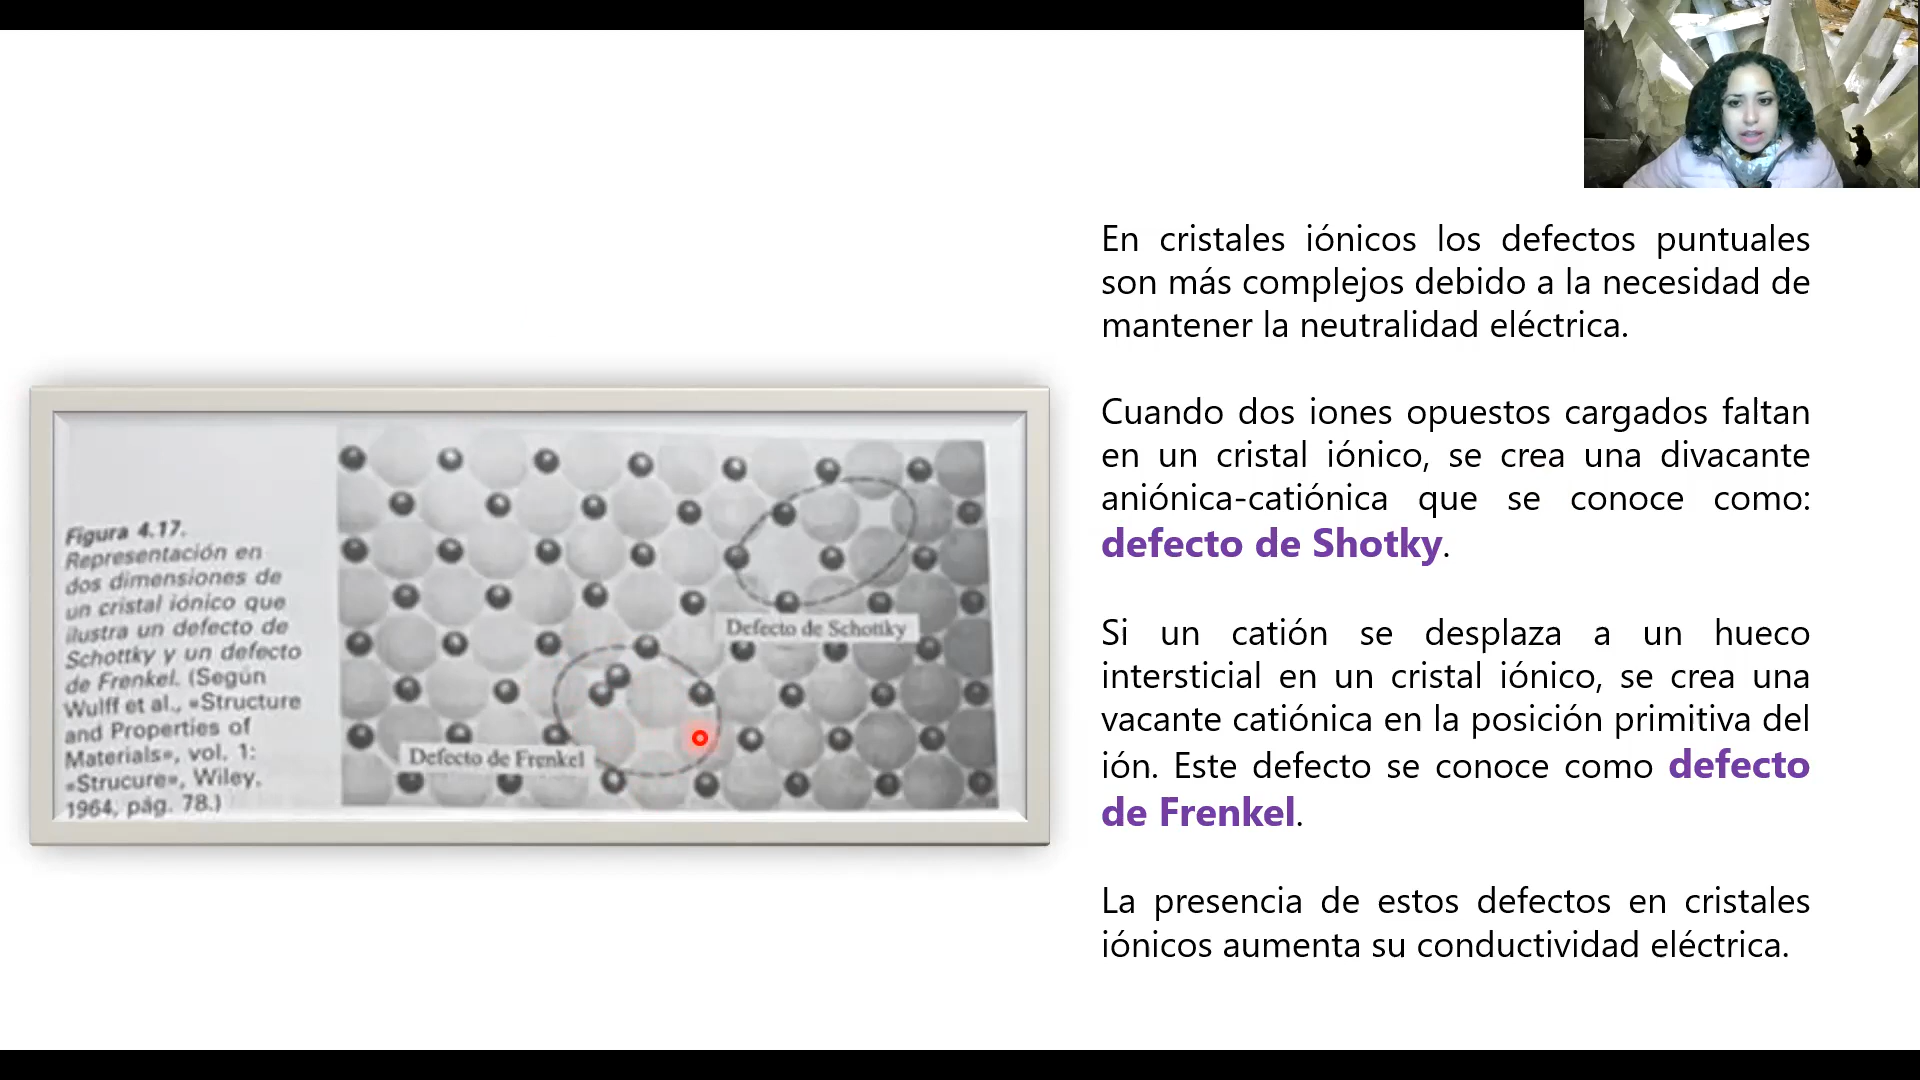 En cristales iónicos los defectos puntuales
son más complejos debido a la necesidad de
mantener la neutralidad eléctrica.
Cuando dos iones opuestos cargados faltan
en un cristal iónico, se crea una divacante
aniónica-catiónica que se conoce como:
defecto de Shotky.
Si un catión se desplaza a un hueco
intersticial en un cristal iónico, se crea una
vacante catiónica en la posición primitiva del
ión. Este defecto se conoce como defecto
de Frenkel.
La presencia de estos defectos en cristales
iónicos aumenta su conductividad eléctrica.
Figura 4.17.
Representación en
dos dimensiones de
un cristal iónico que
ilustra un defecto de
Schottky y un defecto
de Frenkel. (Según
Wulff et al., «Structure
and Properties of
Materials», vol. 1:
«Strucure», Wiley,
1964, pág. 78.)
Defecto de Schottky
Defecto de Frenkel